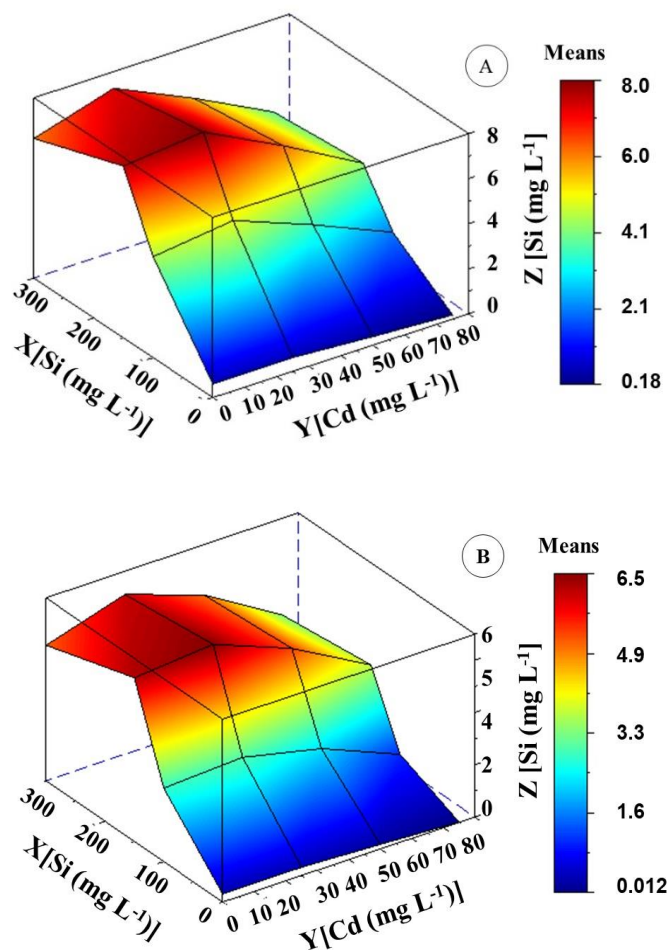 A
Means
8.0
6.0
4.1
2.1
0.18
8
6
4
2
0
Z [Si (mg L⁻¹)]
300
200
100
0
X[Si (mg L⁻¹)]
0 10 20 30 40 50 60 70 80
Y[Cd (mg L⁻¹)]
B
Means
6.5
4.9
3.3
1.6
0.012
6
5
4
2
0
Z [Si (mg L⁻¹)]
300
200
100
0
X[Si (mg L⁻¹)]
0 10 20 30 40 50 60 70 80
Y[Cd (mg L⁻¹)]